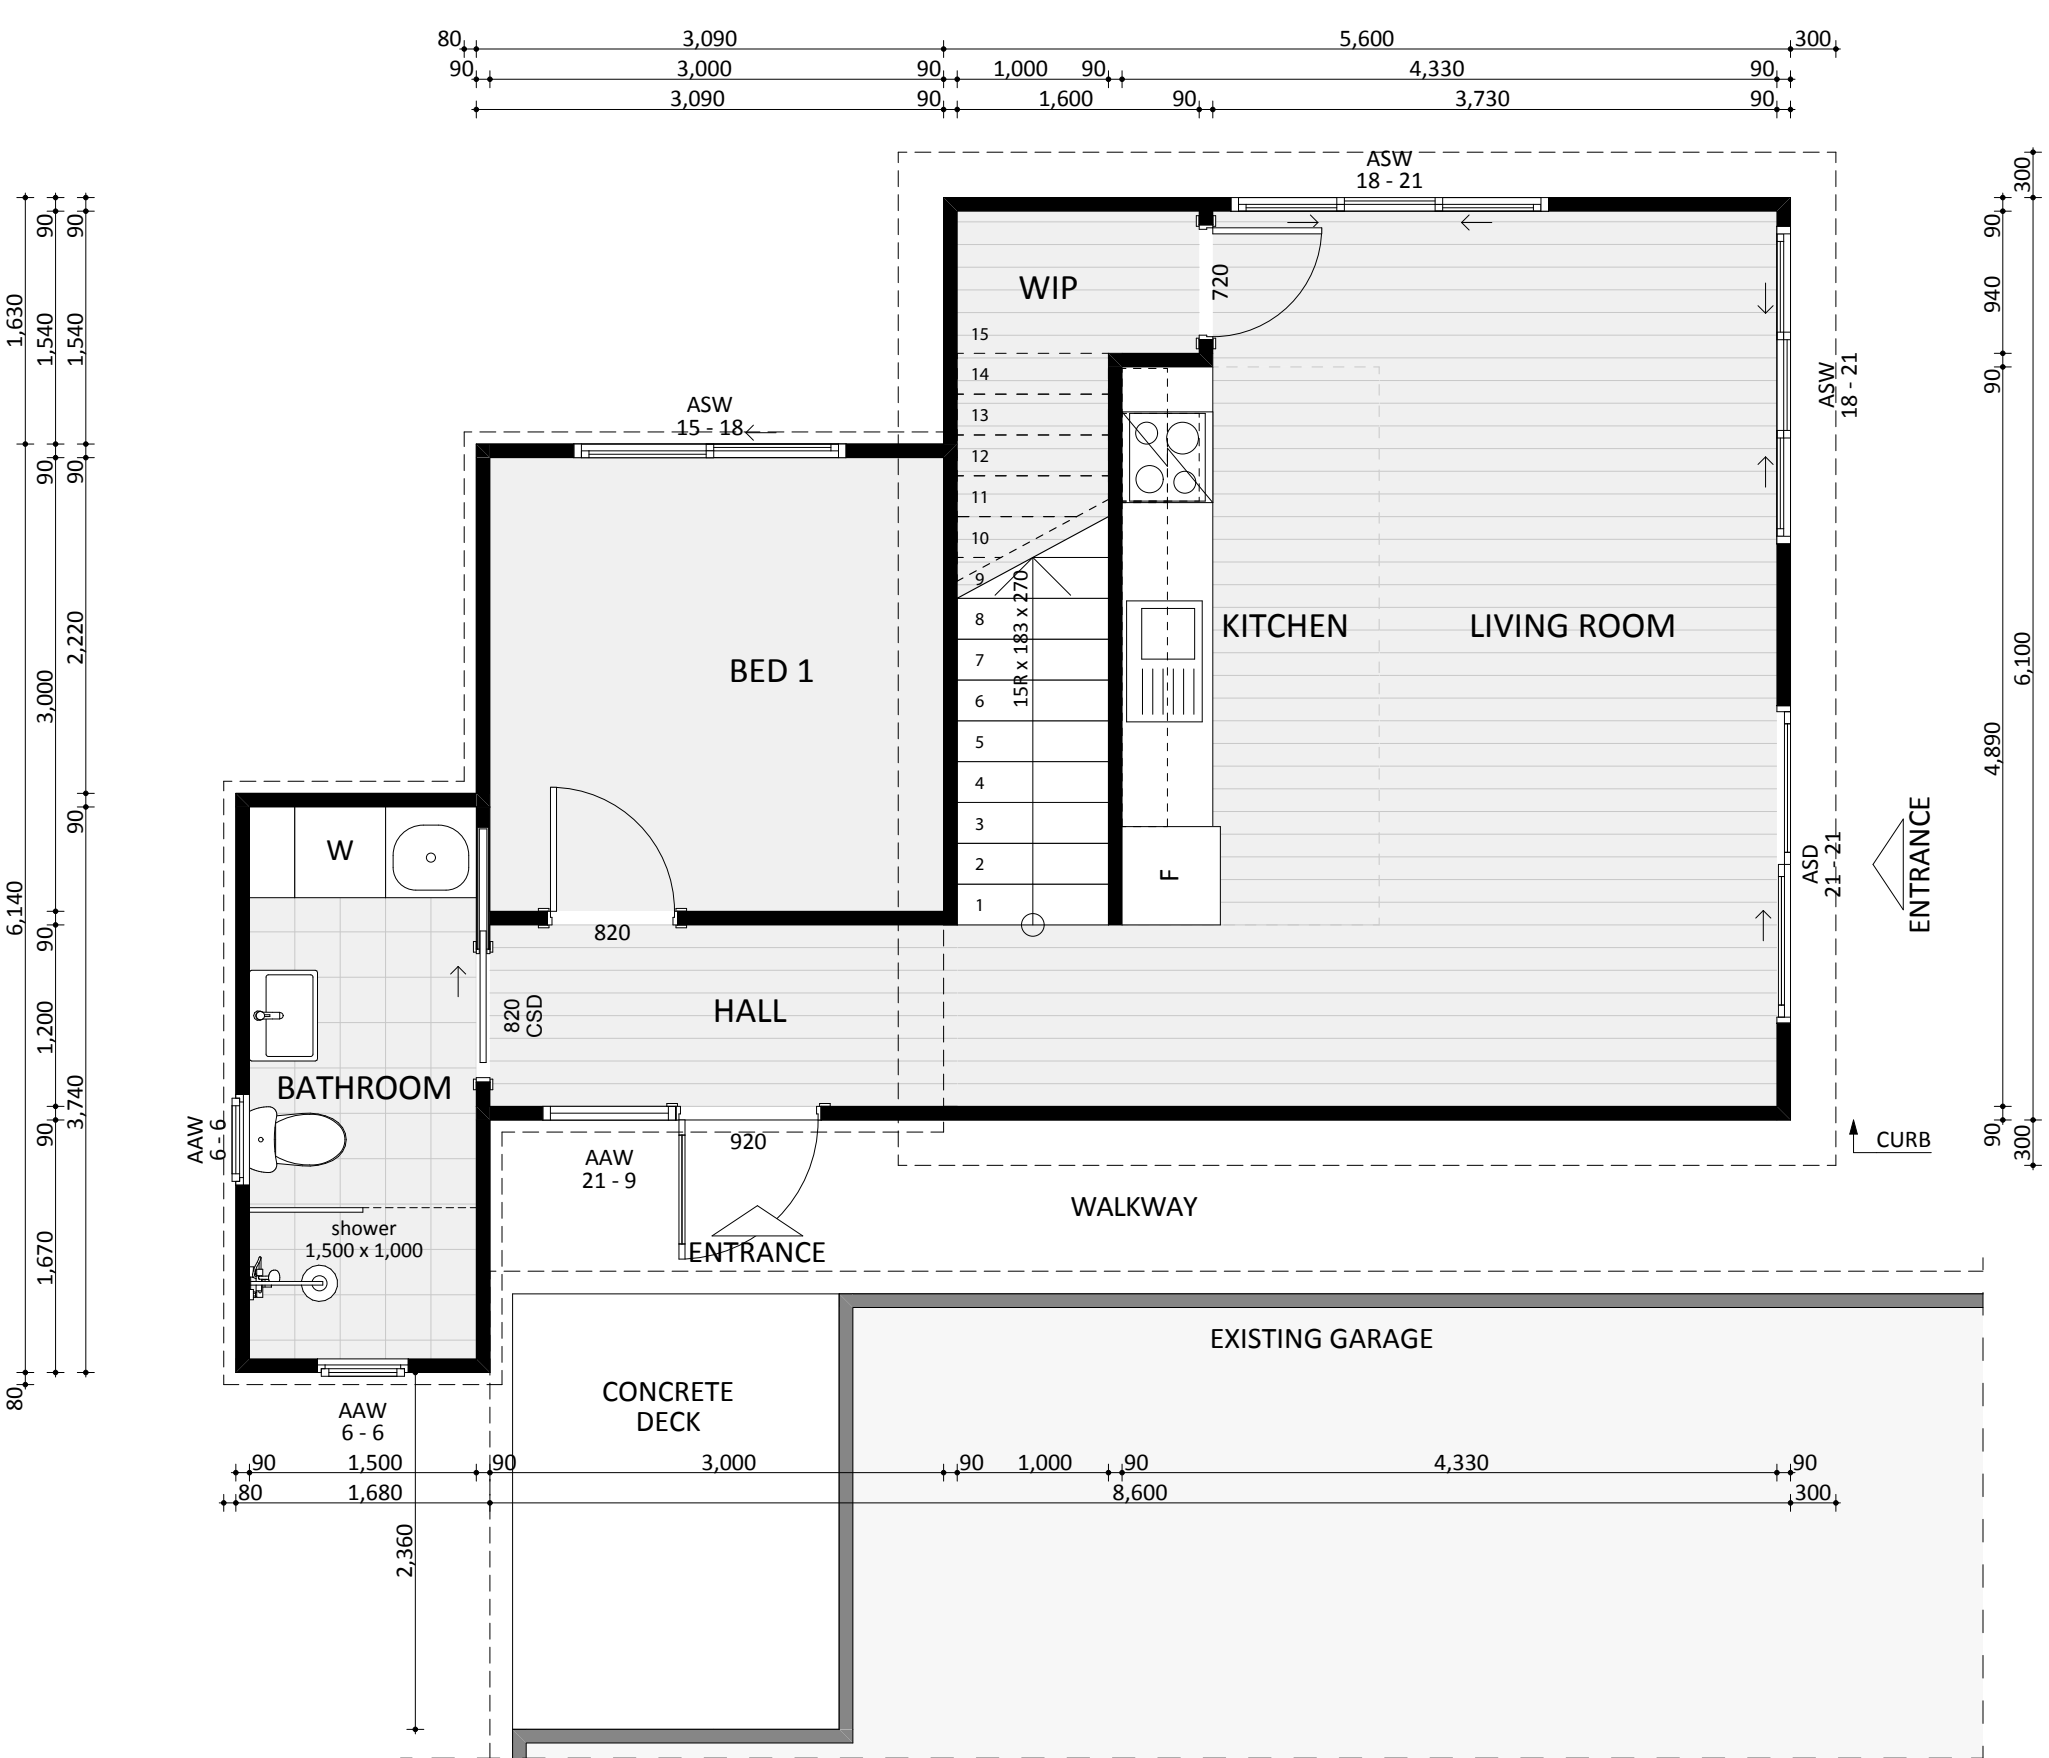 80 3,090 5,600 300
90 3,000 90 1,000 90 4,330 90
3,090 90 1,600 90 3,730 90
ASW
18 - 21
300
90
940
90
4,890
90
6,100
300
1,630
6,140
80
90
1,540
90
3,000
90
1,200
90
1,670
90
1,540
90
2,220
90
3,740
WIP
720
15
14
13
12
11
10
9
8
7
6
5
4
3
2
1
15R x 183 x 270
ASW
18 - 21
ASW
15 - 18
BED 1
KITCHEN
LIVING ROOM
W
F
ASD
21 - 21
ENTRANCE
820
HALL
820
CSD
BATHROOM
AAW
6 - 6
920
AAW
21 - 9
CURB
WALKWAY
shower
1,500 x 1,000
ENTRANCE
EXISTING GARAGE
CONCRETE
DECK
AAW
6 - 6
90 1,500 90 3,000 90 1,000 90 4,330 90
80 1,680 8,600 300
2,360